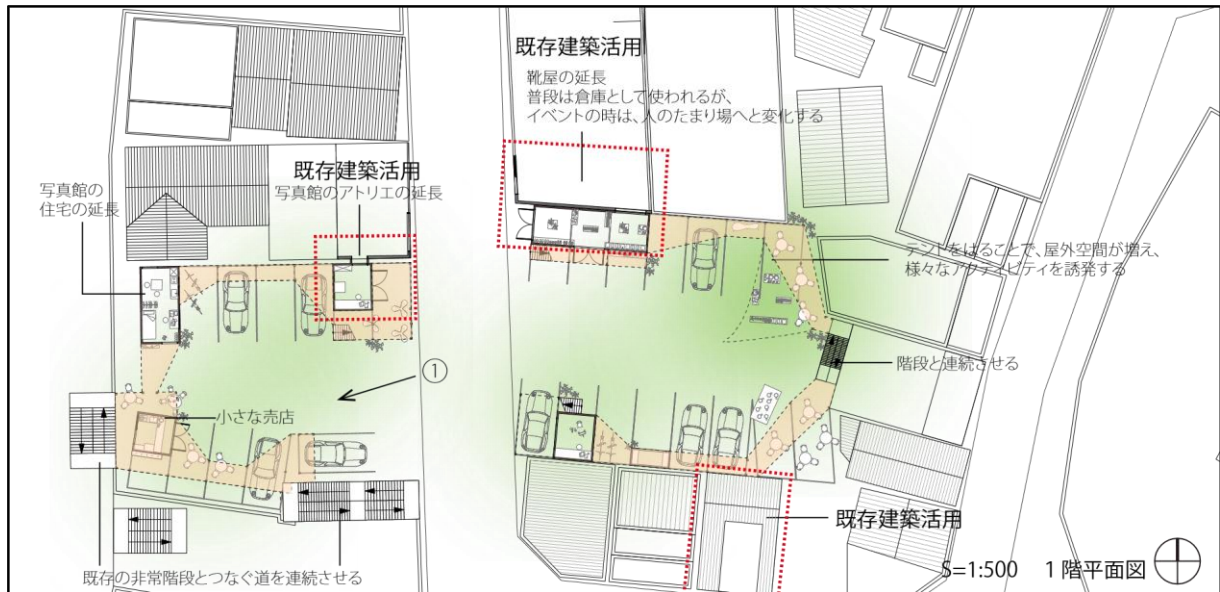 既存建築活用
靴屋の延長
普段は倉庫として使われるが、
イベントの時は、人のたまり場へと変化する
既存建築活用
写真館のアトリエの延長
写真館の
住宅の延長
テントをはることで、屋外空間が増え、
様々なアクティビティを誘発する
階段と連続させる
①
小さな売店
既存建築活用
既存の非常階段とつなぐ道を連続させる
S=1:500 1階平面図